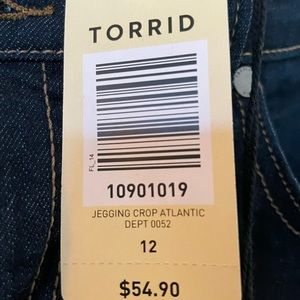 TORRID
FL_14
10901019
JEGGING CROP ATLANTIC
DEPT 0052
12
$54.90